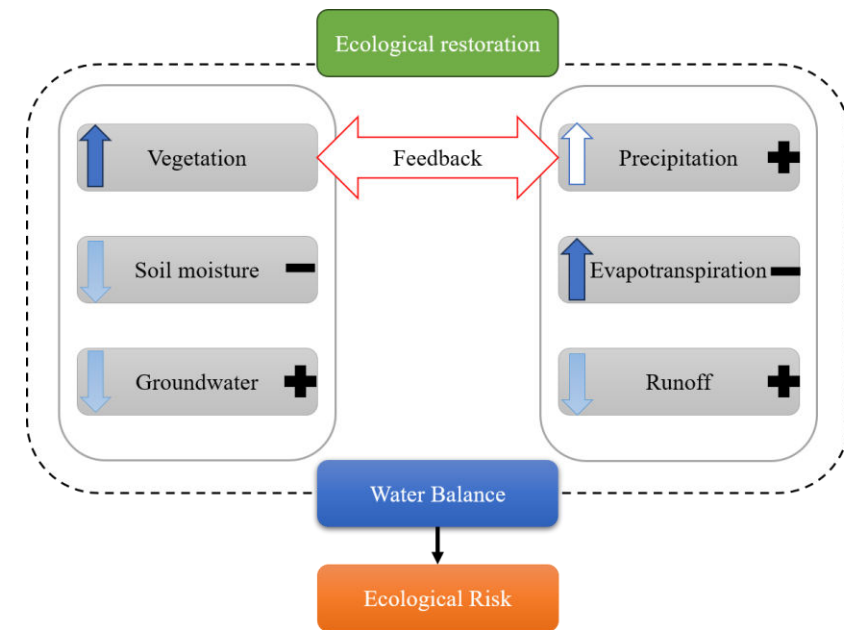 Ecological restoration
Vegetation
Feedback
Precipitation
Soil moisture
Evapotranspiration
Groundwater
Runoff
Water Balance
Ecological Risk